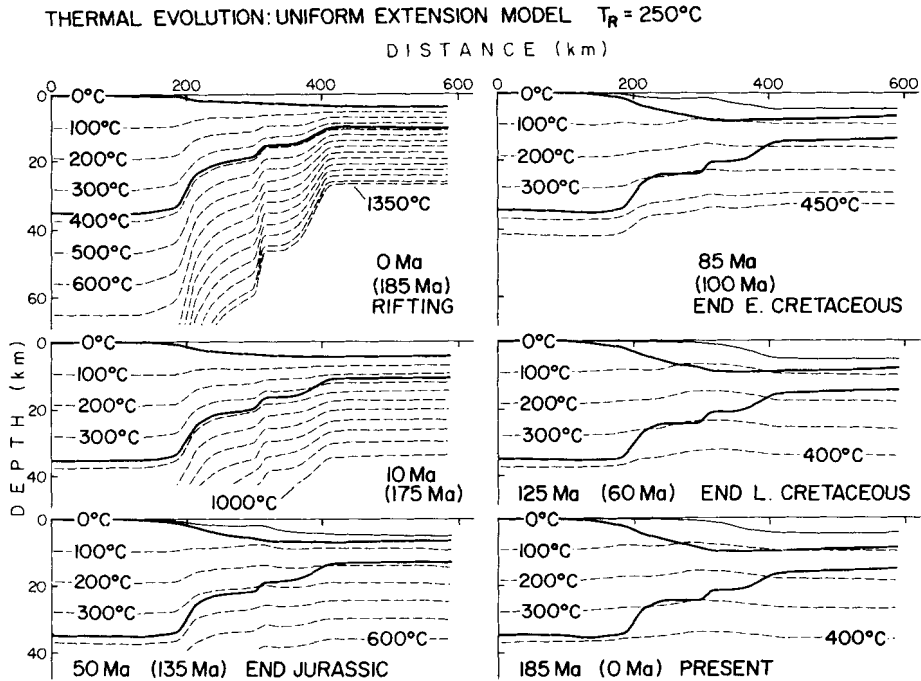 THERMAL EVOLUTION: UNIFORM EXTENSION MODEL T_R = 250°C
DISTANCE (km)
0 200 400 600
0 200 400 600
DEPTH (km)
0
20
40
60
0°C
100°C
200°C
300°C
400°C
500°C
600°C
1350°C
0 Ma
(185 Ma)
RIFTING
0°C
100°C
200°C
300°C
450°C
85 Ma
(100 Ma)
END E. CRETACEOUS
0
20
40
0°C
100°C
200°C
300°C
1000°C
10 Ma
(175 Ma)
0°C
100°C
200°C
300°C
400°C
125 Ma (60 Ma) END L. CRETACEOUS
0
20
40
0°C
100°C
200°C
300°C
600°C
50 Ma (135 Ma) END JURASSIC
0°C
100°C
200°C
300°C
400°C
185 Ma (0 Ma) PRESENT